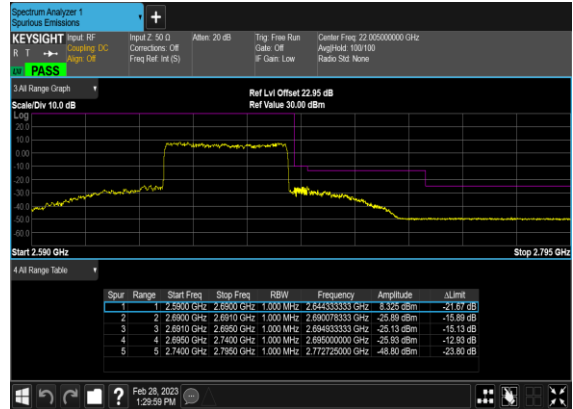 Spectrum Analyzer 1
Spurious Emissions
+
KEYSIGHT Input: RF Input Z: 50 Ω Atten: 20 dB Trig: Free Run Center Freq: 22.005000000 GHz
R T Coupling: DC Corrections: Off Gate: Off Avg|Hold: 100/100
Align: Off Freq Ref: Int (S) IF Gain: Low Radio Std: None
PASS
3 All Range Graph
Ref Lvl Offset 22.95 dB
Scale/Div 10.0 dB Ref Value 30.00 dBm
Log
20.0
10.0
0.00
-10.0
-20.0
-30.0
-40.0
-50.0
-60.0
Start 2.590 GHz Stop 2.795 GHz
4 All Range Table
Spur Range Start Freq Stop Freq RBW Frequency Amplitude ΔLimit
1 1 2.5900 GHz 2.6900 GHz 1.000 MHz 2.644333333 GHz 8.325 dBm -21.67 dB
2 2 2.6900 GHz 2.6910 GHz 1.000 MHz 2.690078333 GHz -25.89 dBm -15.89 dB
3 3 2.6910 GHz 2.6950 GHz 1.000 MHz 2.694933333 GHz -25.13 dBm -15.13 dB
4 4 2.6950 GHz 2.7400 GHz 1.000 MHz 2.695000000 GHz -25.93 dBm -12.93 dB
5 5 2.7400 GHz 2.7950 GHz 1.000 MHz 2.772725000 GHz -48.80 dBm -23.80 dB
?
Feb 28, 2023
1:29:59 PM